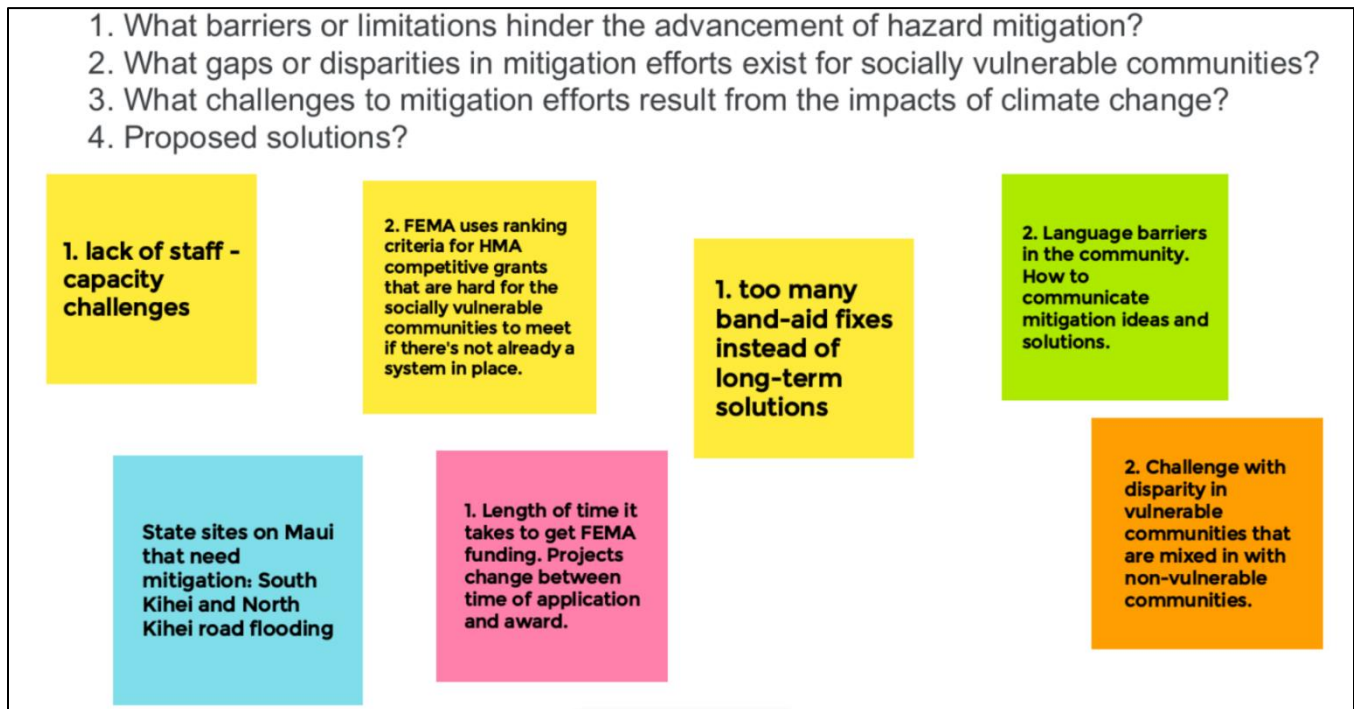 1. What barriers or limitations hinder the advancement of hazard mitigation?
2. What gaps or disparities in mitigation efforts exist for socially vulnerable communities?
3. What challenges to mitigation efforts result from the impacts of climate change?
4. Proposed solutions?
1. lack of staff -
capacity
challenges
2. FEMA uses ranking
criteria for HMA
competitive grants
that are hard for the
socially vulnerable
communities to meet
if there's not already a
system in place.
1. too many
band-aid fixes
instead of
long-term
solutions
2. Language barriers
in the community.
How to
communicate
mitigation ideas and
solutions.
State sites on Maui
that need
mitigation: South
Kihei and North
Kihei road flooding
1. Length of time it
takes to get FEMA
funding. Projects
change between
time of application
and award.
2. Challenge with
disparity in
vulnerable
communities that
are mixed in with
non-vulnerable
communities.